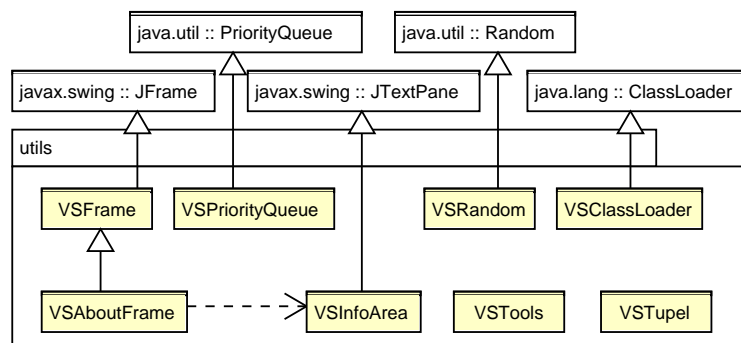 java.util :: PriorityQueue
java.util :: Random
javax.swing :: JFrame
javax.swing :: JTextPane
java.lang :: ClassLoader
utils
VSFrame
VSPriorityQueue
VSRandom
VSClassLoader
VSAboutFrame
VSInfoArea
VSTools
VSTupel